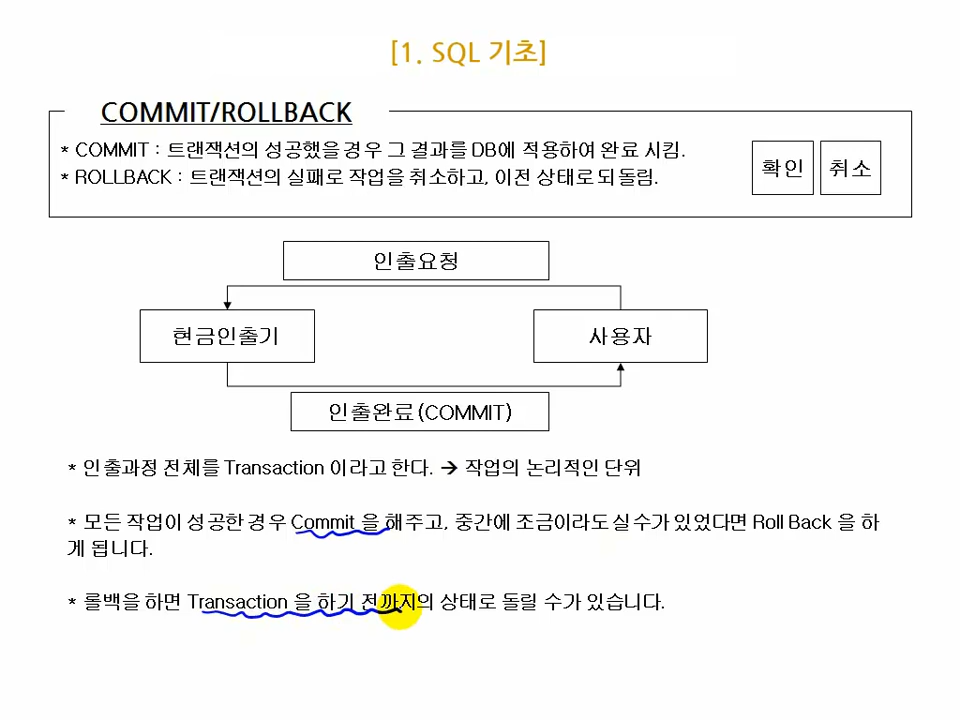 [1. SQL 기초]
COMMIT/ROLLBACK
* COMMIT : 트랜잭션의 성공했을 경우 그 결과를 DB에 적용하여 완료 시킴.
* ROLLBACK : 트랜잭션의 실패로 작업을 취소하고, 이전 상태로 되돌림.
확인 취소
인출요청
현금인출기 사용자
인출완료(COMMIT)
* 인출과정 전체를 Transaction 이라고 한다. → 작업의 논리적인 단위
* 모든 작업이 성공한 경우 Commit 을 해주고, 중간에 조금이라도 실수가 있었다면 Roll Back 을 하
게 됩니다.
* 롤백을 하면 Transaction 을 하기 전까지의 상태로 돌릴 수가 있습니다.